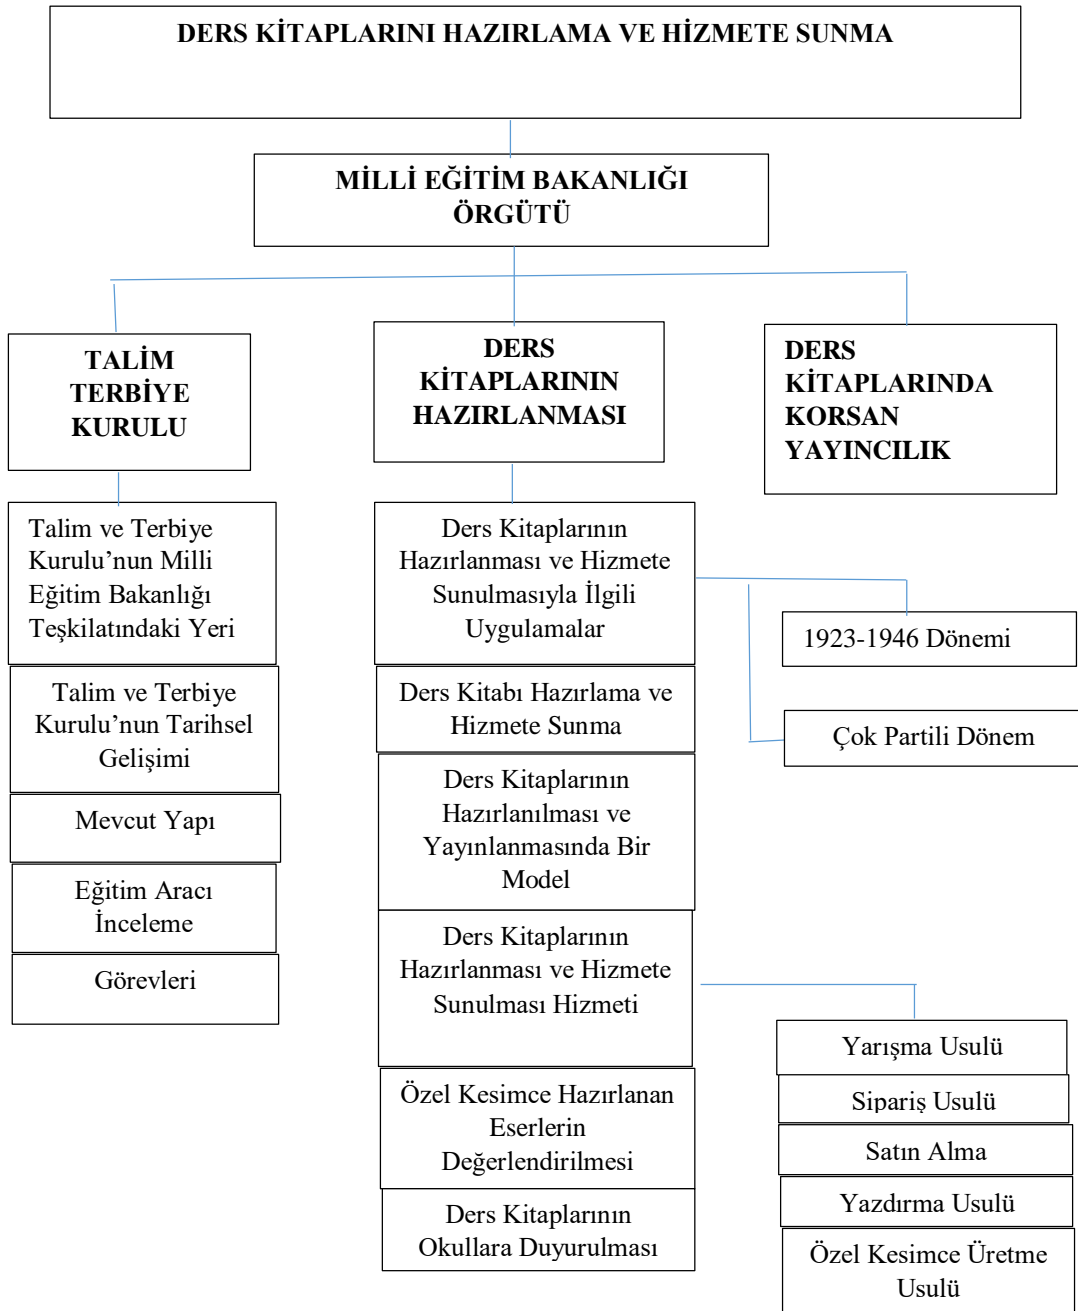 DERS KİTAPLARINI HAZIRLAMA VE HİZMETE SUNMA
MİLLİ EĞİTİM BAKANLIĞI
ÖRGÜTÜ
TALİM
TERBİYE
KURULU
DERS
KİTAPLARININ
HAZIRLANMASI
DERS
KİTAPLARINDA
KORSAN
YAYINCILIK
Talim ve Terbiye
Kurulu’nun Milli
Eğitim Bakanlığı
Teşkilatındaki Yeri
Talim ve Terbiye
Kurulu’nun Tarihsel
Gelişimi
Mevcut Yapı
Eğitim Aracı
İnceleme
Görevleri
Ders Kitaplarının
Hazırlanması ve Hizmete
Sunulmasıyla İlgili
Uygulamalar
Ders Kitabı Hazırlama ve
Hizmete Sunma
Ders Kitaplarının
Hazırlanılması ve
Yayınlanmasında Bir
Model
Ders Kitaplarının
Hazırlanması ve Hizmete
Sunulması Hizmeti
Özel Kesimce Hazırlanan
Eserlerin
Değerlendirilmesi
Ders Kitaplarının
Okullara Duyurulması
1923-1946 Dönemi
Çok Partili Dönem
Yarışma Usulü
Sipariş Usulü
Satın Alma
Yazdırma Usulü
Özel Kesimce Üretme
Usulü